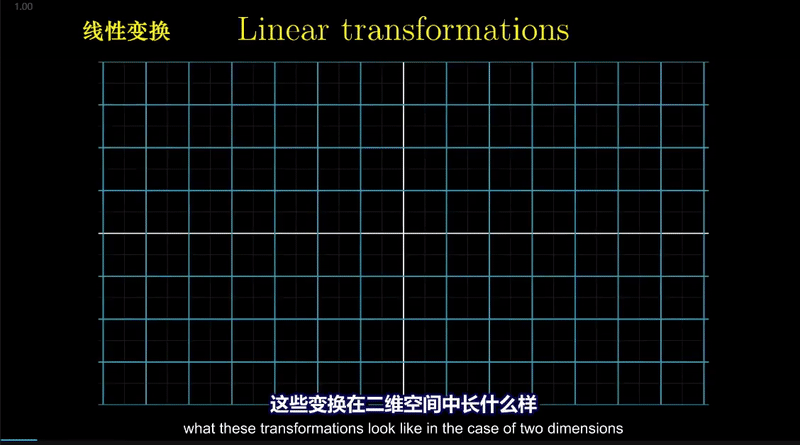 1.00
线性变换 Linear transformations
这些变换在二维空间中长什么样
what these transformations look like in the case of two dimensions